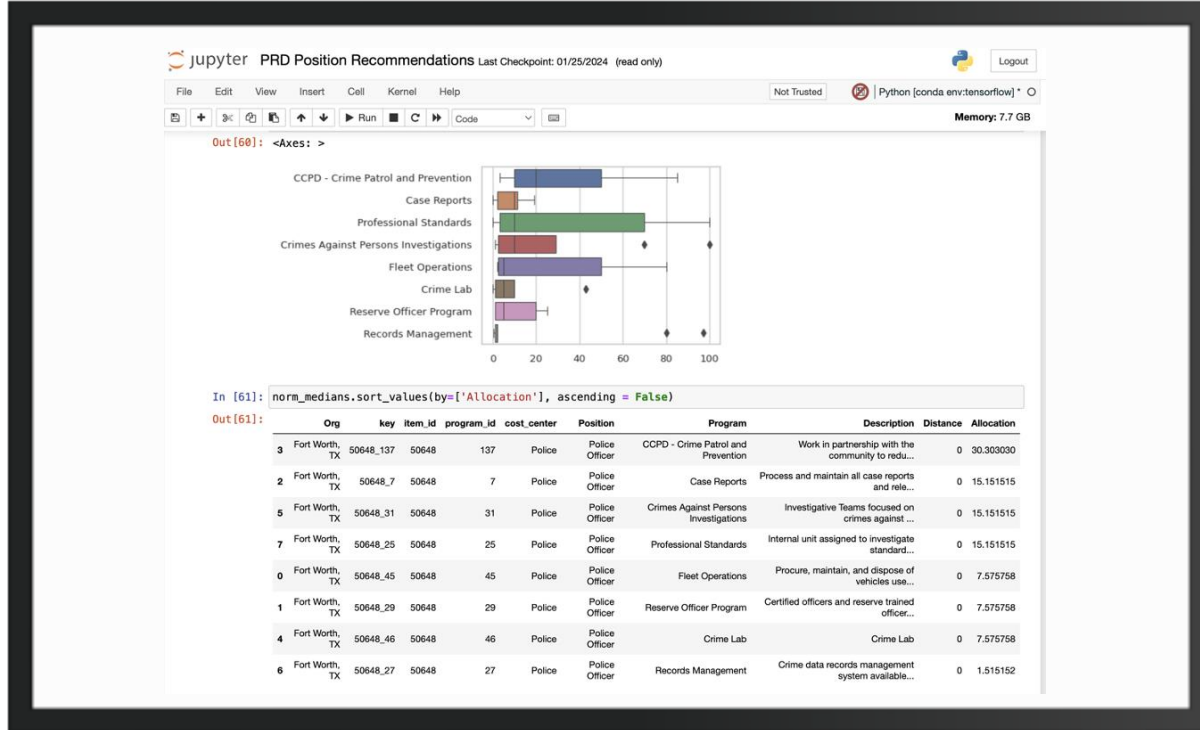 jupyter PRD Position Recommendations Last Checkpoint: 01/25/2024 (read only)
Logout
File Edit View Insert Cell Kernel Help
Not Trusted
Python [conda env:tensorflow] *
Run
Code
Memory: 7.7 GB
Out[60]: <Axes: >
CCPD - Crime Patrol and Prevention
Case Reports
Professional Standards
Crimes Against Persons Investigations
Fleet Operations
Crime Lab
Reserve Officer Program
Records Management
0 20 40 60 80 100
In [61]: norm_medians.sort_values(by=['Allocation'], ascending = False)
Out[61]:
Org key item_id program_id cost_center Position Program Description Distance Allocation
3 Fort Worth, TX 50648_137 50648 137 Police Police Officer CCPD - Crime Patrol and Prevention Work in partnership with the community to redu... 0 30.303030
2 Fort Worth, TX 50648_7 50648 7 Police Police Officer Case Reports Process and maintain all case reports and rele... 0 15.151515
5 Fort Worth, TX 50648_31 50648 31 Police Police Officer Crimes Against Persons Investigations Investigative Teams focused on crimes against ... 0 15.151515
7 Fort Worth, TX 50648_25 50648 25 Police Police Officer Professional Standards Internal unit assigned to investigate standard... 0 15.151515
0 Fort Worth, TX 50648_45 50648 45 Police Police Officer Fleet Operations Procure, maintain, and dispose of vehicles use... 0 7.575758
1 Fort Worth, TX 50648_29 50648 29 Police Police Officer Reserve Officer Program Certified officers and reserve trained officer... 0 7.575758
4 Fort Worth, TX 50648_46 50648 46 Police Police Officer Crime Lab Crime Lab 0 7.575758
6 Fort Worth, TX 50648_27 50648 27 Police Police Officer Records Management Crime data records management system available... 0 1.515152